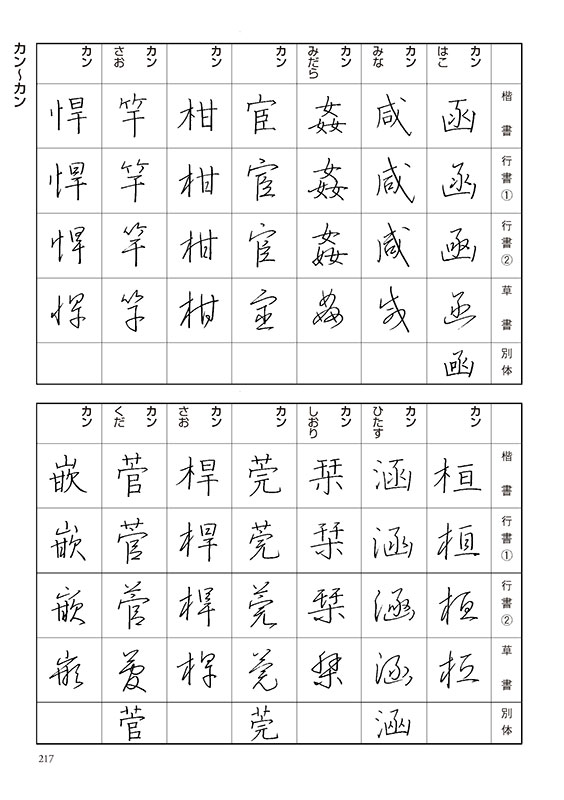 カン〜カン
楷書
行書①
行書②
草書
別体
カン
はこ
函
函
函
函
函
カン
みな
咸
咸
咸
咸
カン
みだら
姦
姦
姦
姦
カン
宦
宦
宦
宦
カン
柑
柑
柑
柑
カン
さお
竿
竿
竿
竿
カン
悍
悍
悍
悍
楷書
行書①
行書②
草書
別体
カン
桓
桓
桓
桓
カン
ひたす
涵
涵
涵
涵
涵
カン
しおり
栞
栞
栞
栞
カン
莞
莞
莞
莞
莞
カン
さお
桿
桿
桿
桿
カン
くだ
菅
菅
菅
菅
菅
カン
嵌
嵌
嵌
嵌
217